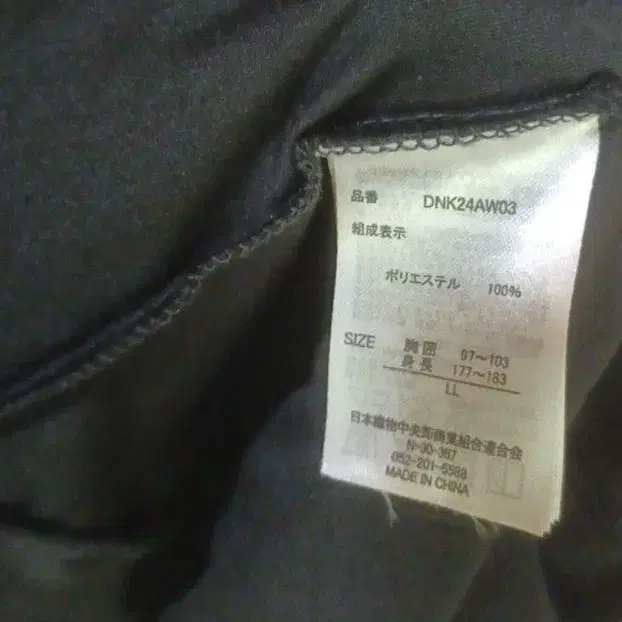 品番 DNK24AW03
組成表示
ポリエステル 100%
SIZE 胸囲 97〜103
身長 177〜183
LL
日本織物中央卸商業組合連合会
N-30-367
052-201-5588
MADE IN CHINA